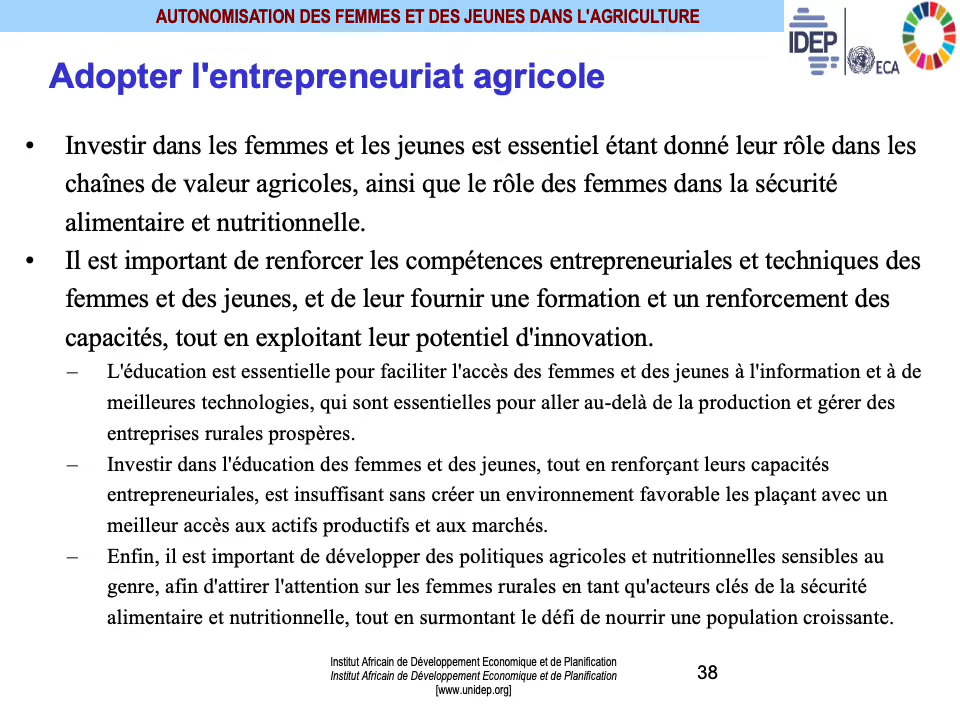 AUTONOMISATION DES FEMMES ET DES JEUNES DANS L'AGRICULTURE
IDEP
ECA
Adopter l'entrepreneuriat agricole
• Investir dans les femmes et les jeunes est essentiel étant donné leur rôle dans les
chaînes de valeur agricoles, ainsi que le rôle des femmes dans la sécurité
alimentaire et nutritionnelle.
• Il est important de renforcer les compétences entrepreneuriales et techniques des
femmes et des jeunes, et de leur fournir une formation et un renforcement des
capacités, tout en exploitant leur potentiel d'innovation.
– L'éducation est essentielle pour faciliter l'accès des femmes et des jeunes à l'information et à de
meilleures technologies, qui sont essentielles pour aller au-delà de la production et gérer des
entreprises rurales prospères.
– Investir dans l'éducation des femmes et des jeunes, tout en renforçant leurs capacités
entrepreneuriales, est insuffisant sans créer un environnement favorable les plaçant avec un
meilleur accès aux actifs productifs et aux marchés.
– Enfin, il est important de développer des politiques agricoles et nutritionnelles sensibles au
genre, afin d'attirer l'attention sur les femmes rurales en tant qu'acteurs clés de la sécurité
alimentaire et nutritionnelle, tout en surmontant le défi de nourrir une population croissante.
Institut Africain de Développement Economique et de Planification
Institut Africain de Développement Economique et de Planification
[www.unidep.org]
38